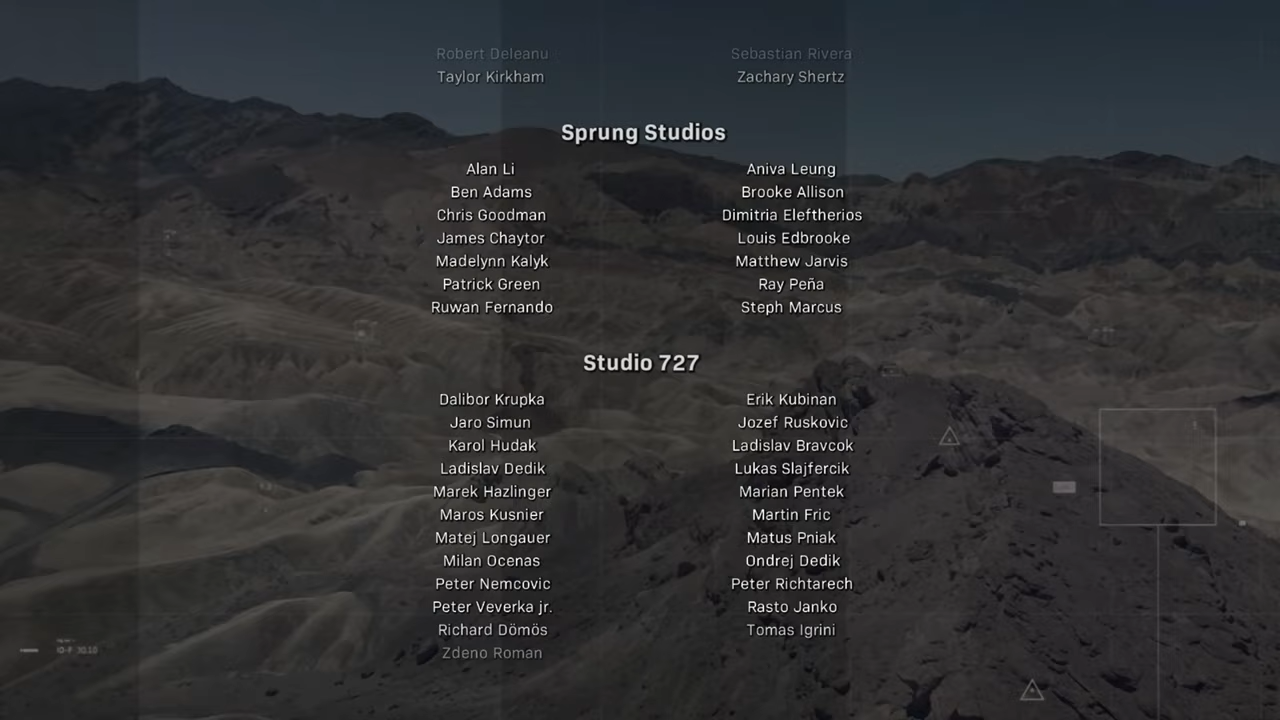 Robert Deleanu Sebastian Rivera
Taylor Kirkham Zachary Shertz
Sprung Studios
Alan Li Aniva Leung
Ben Adams Brooke Allison
Chris Goodman Dimitria Eleftherios
James Chaytor Louis Edbrooke
Madelynn Kalyk Matthew Jarvis
Patrick Green Ray Peña
Ruwan Fernando Steph Marcus
Studio 727
Dalibor Krupka Erik Kubinan
Jaro Simun Jozef Ruskovic
Karol Hudak Ladislav Bravcok
Ladislav Dedik Lukas Slajfercik
Marek Hazlinger Marian Pentek
Maros Kusnier Martin Fric
Matej Longauer Matus Pniak
Milan Ocenas Ondrej Dedik
Peter Nemcovic Peter Richtarech
Peter Veverka jr. Rasto Janko
Richard Dömös Tomas Igrini
Zdeno Roman